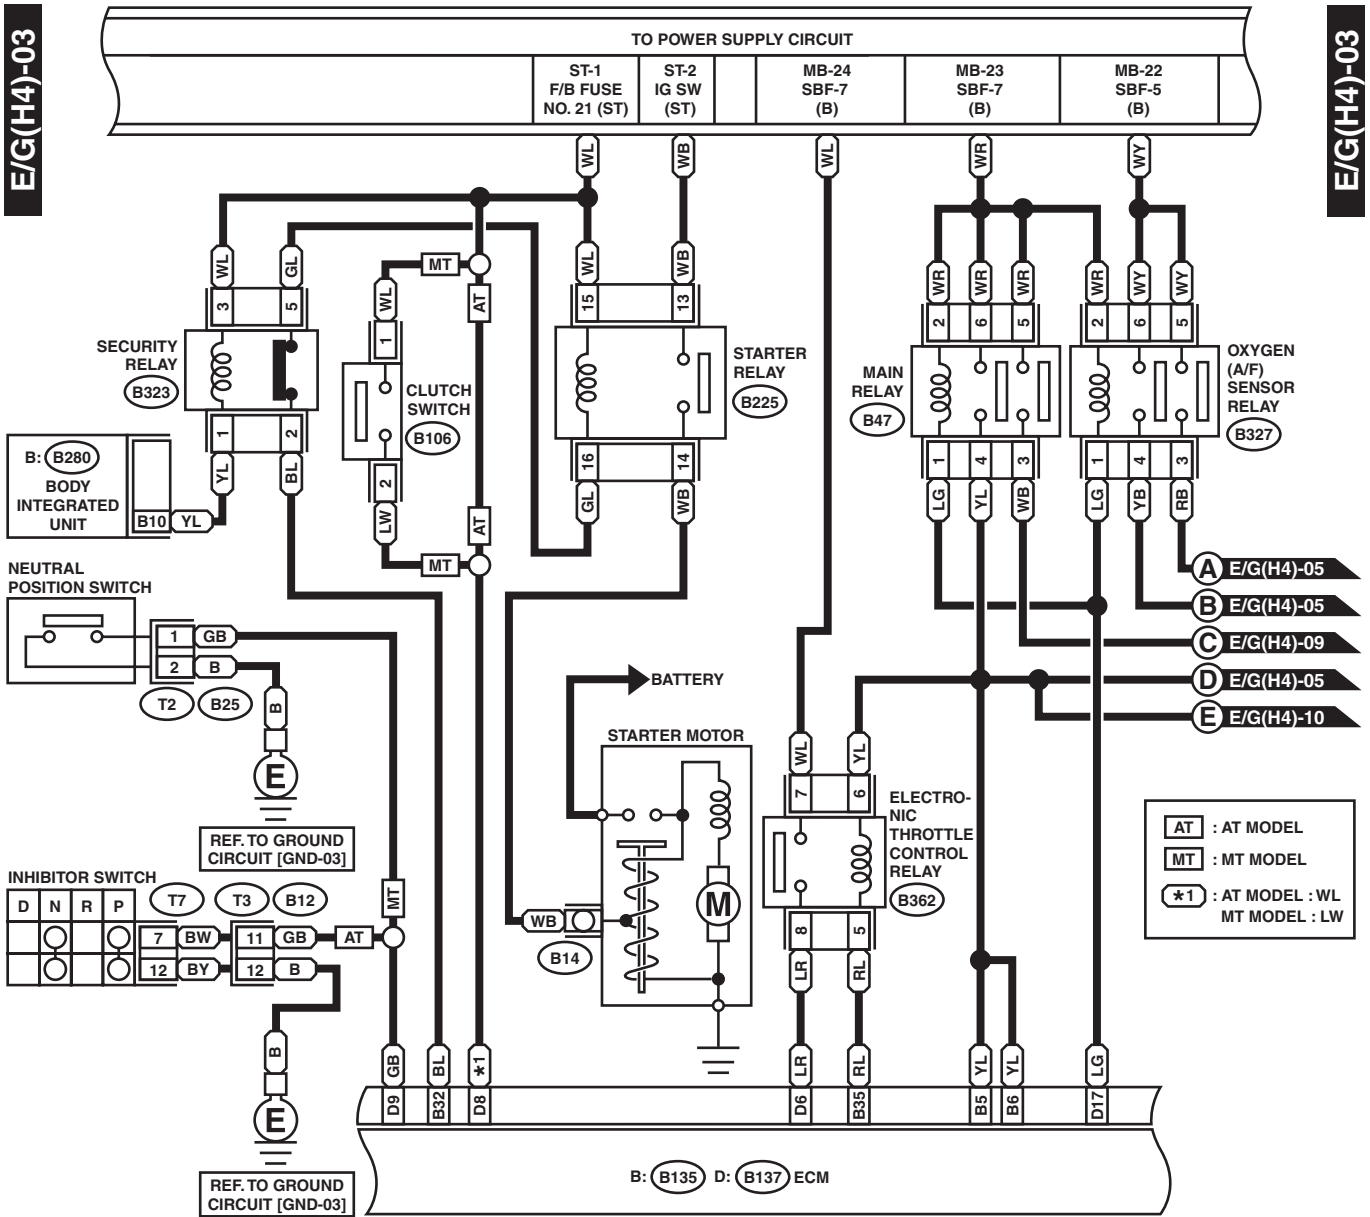 E/G(H4)-03
E/G(H4)-03
TO POWER SUPPLY CIRCUIT
ST-1
F/B FUSE
NO. 21 (ST)
ST-2
IG SW
(ST)
MB-24
SBF-7
(B)
MB-23
SBF-7
(B)
MB-22
SBF-5
(B)
WL
WB
WL
WR
WY
WL
GL
MT
WL
AT
WL
WB
WR
WR
WR
WR
WY
WY
3
5
1
15
13
2
6
5
2
6
5
SECURITY
RELAY
B323
CLUTCH
SWITCH
B106
STARTER
RELAY
B225
MAIN
RELAY
B47
OXYGEN
(A/F)
SENSOR
RELAY
B327
1
2
2
16
14
1
4
3
1
4
3
YL
BL
LW
AT
MT
GL
WB
LG
YL
WB
LG
YB
RB
B: B280
BODY
INTEGRATED
UNIT
B10
YL
A E/G(H4)-05
B E/G(H4)-05
C E/G(H4)-09
D E/G(H4)-05
E E/G(H4)-10
NEUTRAL
POSITION SWITCH
1
GB
2
B
T2
B25
B
E
REF. TO GROUND
CIRCUIT [GND-03]
BATTERY
STARTER MOTOR
M
WB
B14
WL
YL
7
6
ELECTRO-
NIC
THROTTLE
CONTROL
RELAY
B362
8
5
LR
RL
AT : AT MODEL
MT : MT MODEL
*1 : AT MODEL : WL
MT MODEL : LW
INHIBITOR SWITCH
D N R P
T7
T3
B12
MT
7
BW
11
GB
AT
12
BY
12
B
B
E
REF. TO GROUND
CIRCUIT [GND-03]
GB
BL
*1
LR
RL
YL
YL
LG
D9
B32
D8
D6
B35
B5
B6
D17
B: B135 D: B137 ECM